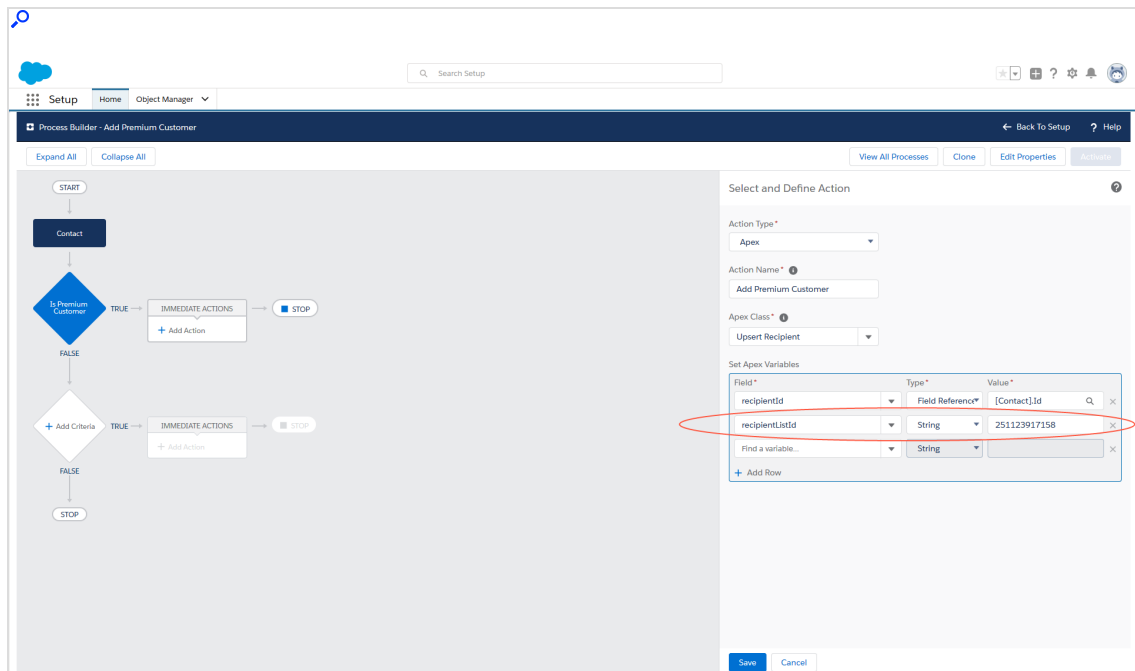 Search Setup
Setup Home Object Manager
Process Builder - Add Premium Customer Back To Setup ? Help
Expand All Collapse All View All Processes Clone Edit Properties Activate
START
Contact
Is Premium
Customer
TRUE
IMMEDIATE ACTIONS
STOP
+ Add Action
FALSE
+ Add Criteria
TRUE
IMMEDIATE ACTIONS
STOP
+ Add Action
FALSE
STOP
Select and Define Action
Action Type*
Apex
Action Name*
Add Premium Customer
Apex Class*
Upsert Recipient
Set Apex Variables
Field* Type* Value*
recipientId Field Reference [Contact].Id
recipientListId String 251123917158
Find a variable... String
+ Add Row
Save Cancel